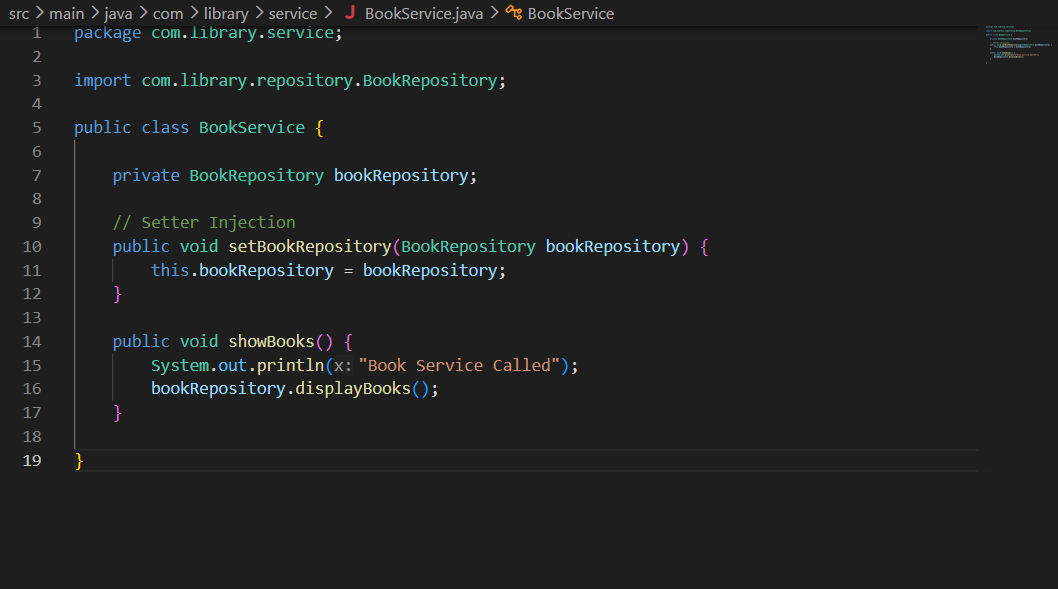 src > main > java > com > library > service > J BookService.java > BookService
1 package com.library.service;
2
3 import com.library.repository.BookRepository;
4
5 public class BookService {
6
7     private BookRepository bookRepository;
8
9     // Setter Injection
10     public void setBookRepository(BookRepository bookRepository) {
11         this.bookRepository = bookRepository;
12     }
13
14     public void showBooks() {
15         System.out.println(x: "Book Service Called");
16         bookRepository.displayBooks();
17     }
18
19 }